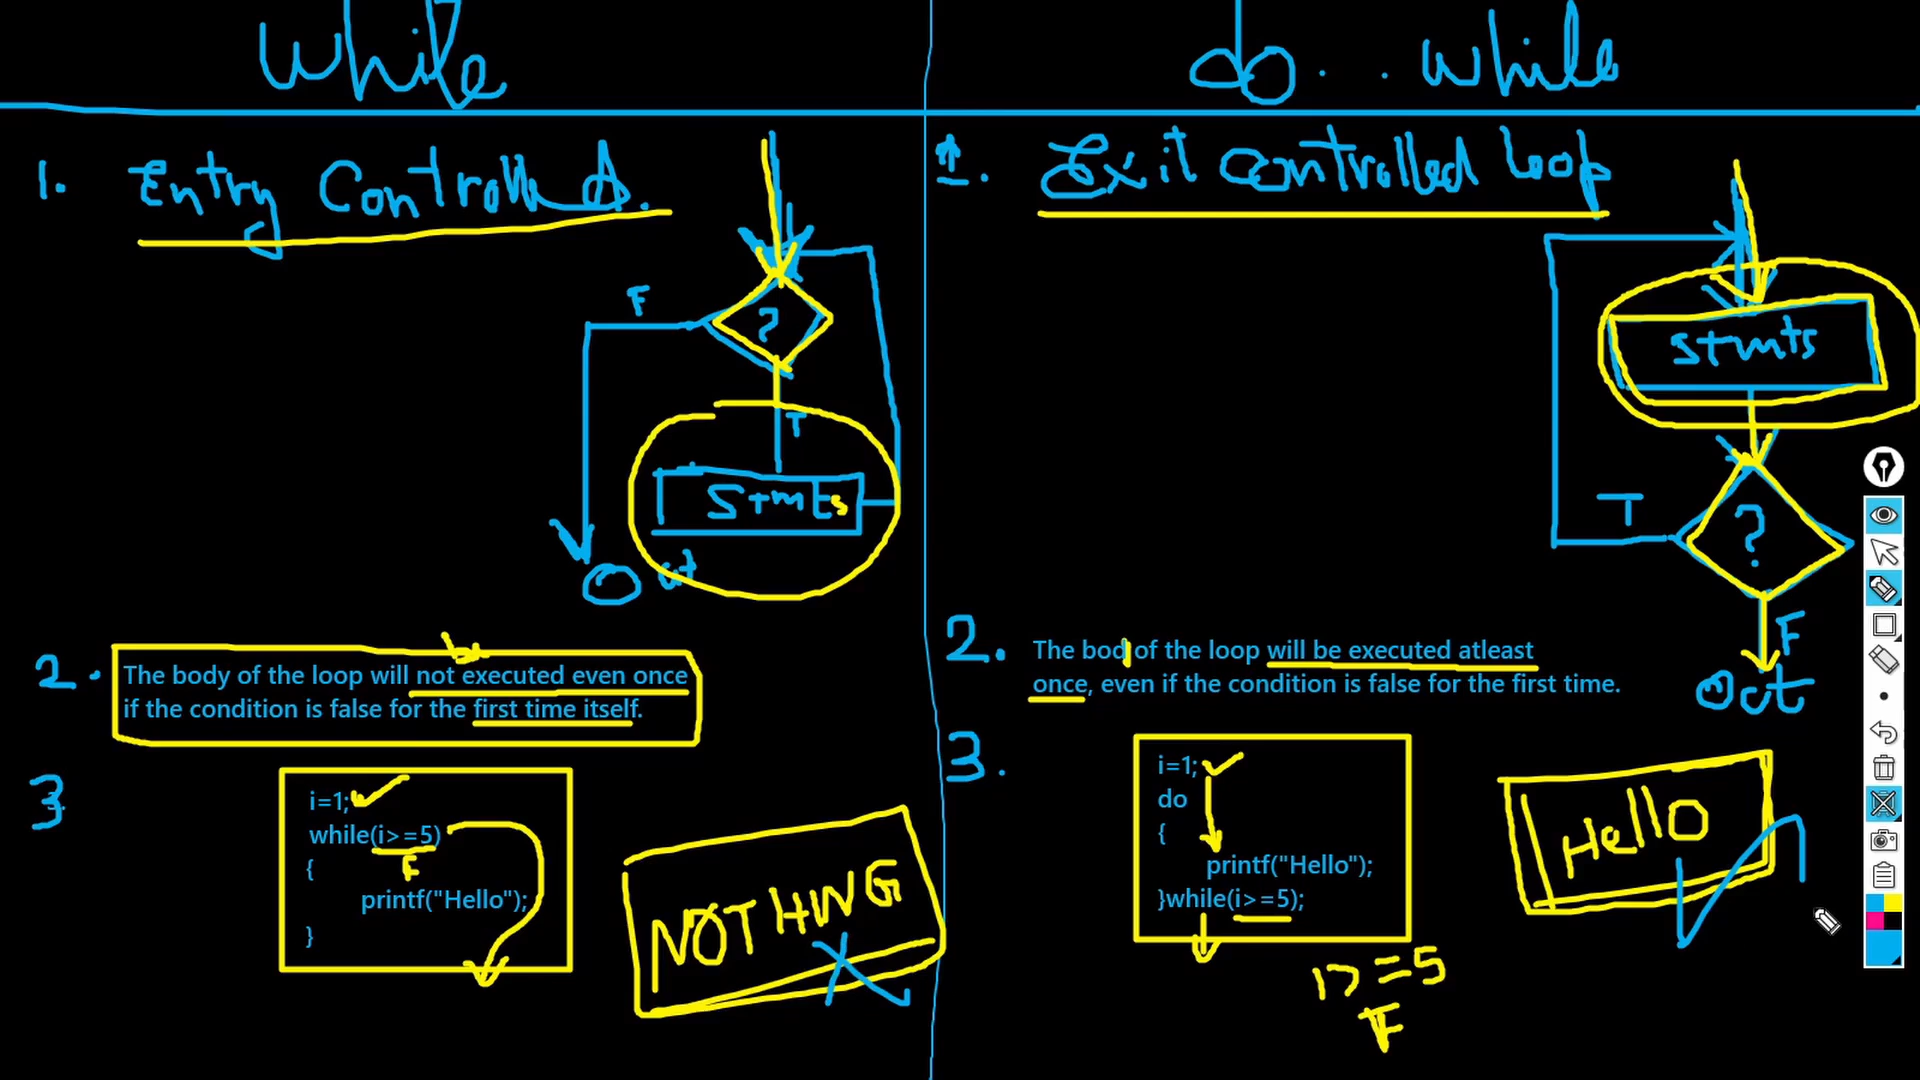 while
1. Entry Controlled.
?
F
T
Stmts
Out
2. The body of the loop will not executed even once
if the condition is false for the first time itself.
3.
i=1;
while(i>=5)
F
{
printf("Hello");
}
NOTHING
do..while
1. Exit controlled loop
stmts
?
T
F
Out
2. The body of the loop will be executed atleast
once, even if the condition is false for the first time.
3.
i=1;
do
{
printf("Hello");
}while(i>=5);
1>=5
F
Hello